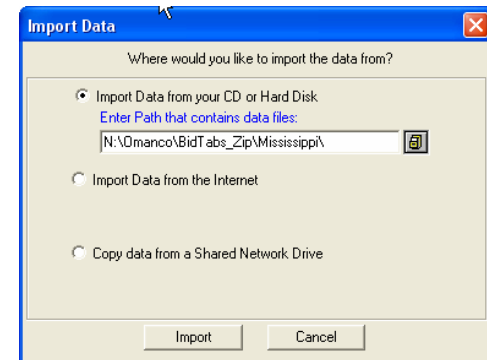 Import Data
Where would you like to import the data from?
Import Data from your CD or Hard Disk
Enter Path that contains data files:
N:\Omanco\BidTabs_Zip\Mississippi\
Import Data from the Internet
Copy data from a Shared Network Drive
Import
Cancel